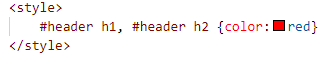 <style>
    #header h1, #header h2 {color:red}
</style>